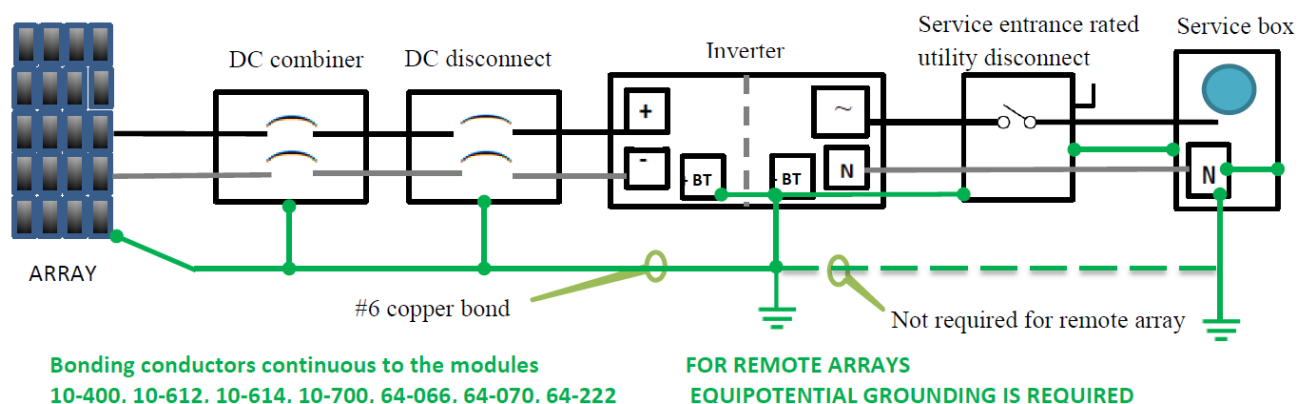 Service entrance rated
utility disconnect
Service box
DC combiner
DC disconnect
Inverter
+
~
-
- BT
- BT
N
N
ARRAY
#6 copper bond
Not required for remote array
Bonding conductors continuous to the modules
FOR REMOTE ARRAYS
10-400, 10-612, 10-614, 10-700, 64-066, 64-070, 64-222
EQUIPOTENTIAL GROUNDING IS REQUIRED